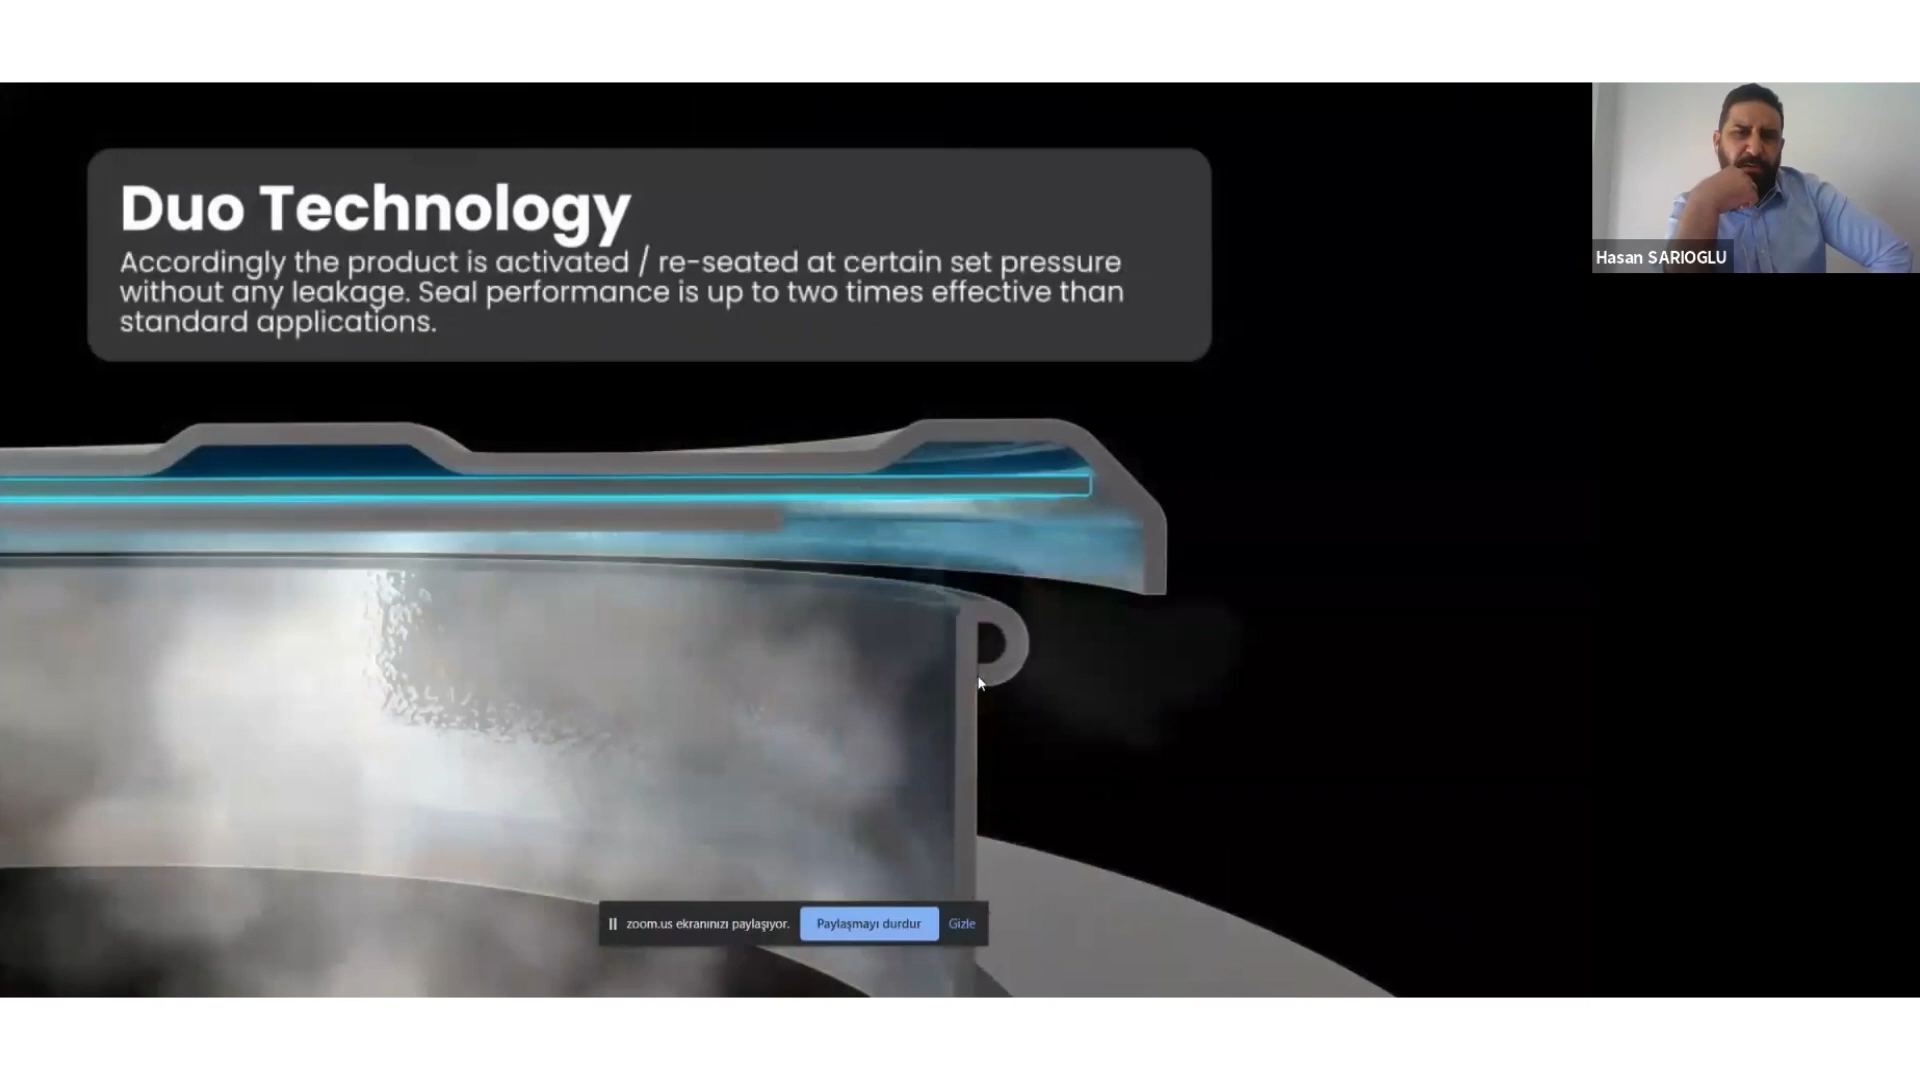 Duo Technology
Accordingly the product is activated / re-seated at certain set pressure
without any leakage. Seal performance is up to two times effective than
standard applications.
Hasan SARIOGLU
zoom.us ekranınızı paylaşıyor. Paylaşmayı durdur Gizle